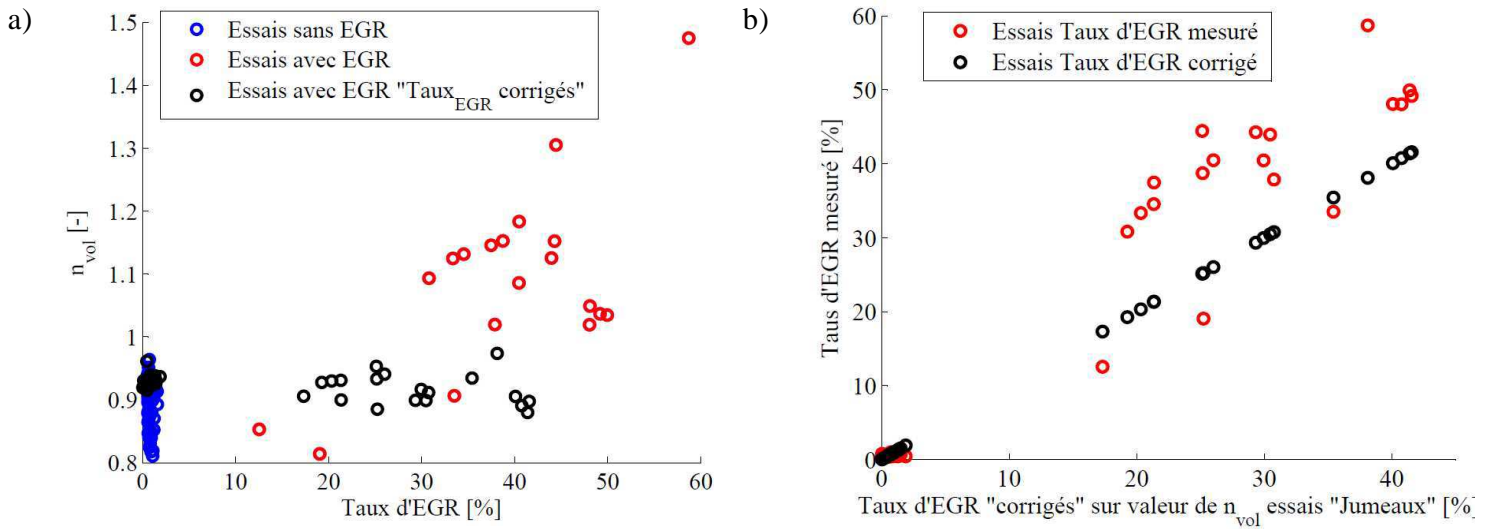 a)
1.5
1.4
1.3
1.2
1.1
1
0.9
0.8
n_vol [-]
Essais sans EGR
Essais avec EGR
Essais avec EGR "Taux_EGR corrigés"
0 10 20 30 40 50 60
Taux d'EGR [%]
b)
60
50
40
30
20
10
0
Taus d'EGR mesuré [%]
Essais Taux d'EGR mesuré
Essais Taux d'EGR corrigé
0 10 20 30 40
Taux d'EGR "corrigés" sur valeur de n_vol essais "Jumeaux" [%]